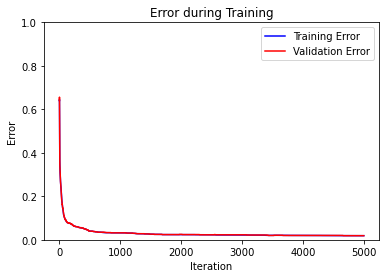 Error during Training
1.0
0.8
0.6
0.4
0.2
0.0
Error
Training Error
Validation Error
0
1000
2000
3000
4000
5000
Iteration